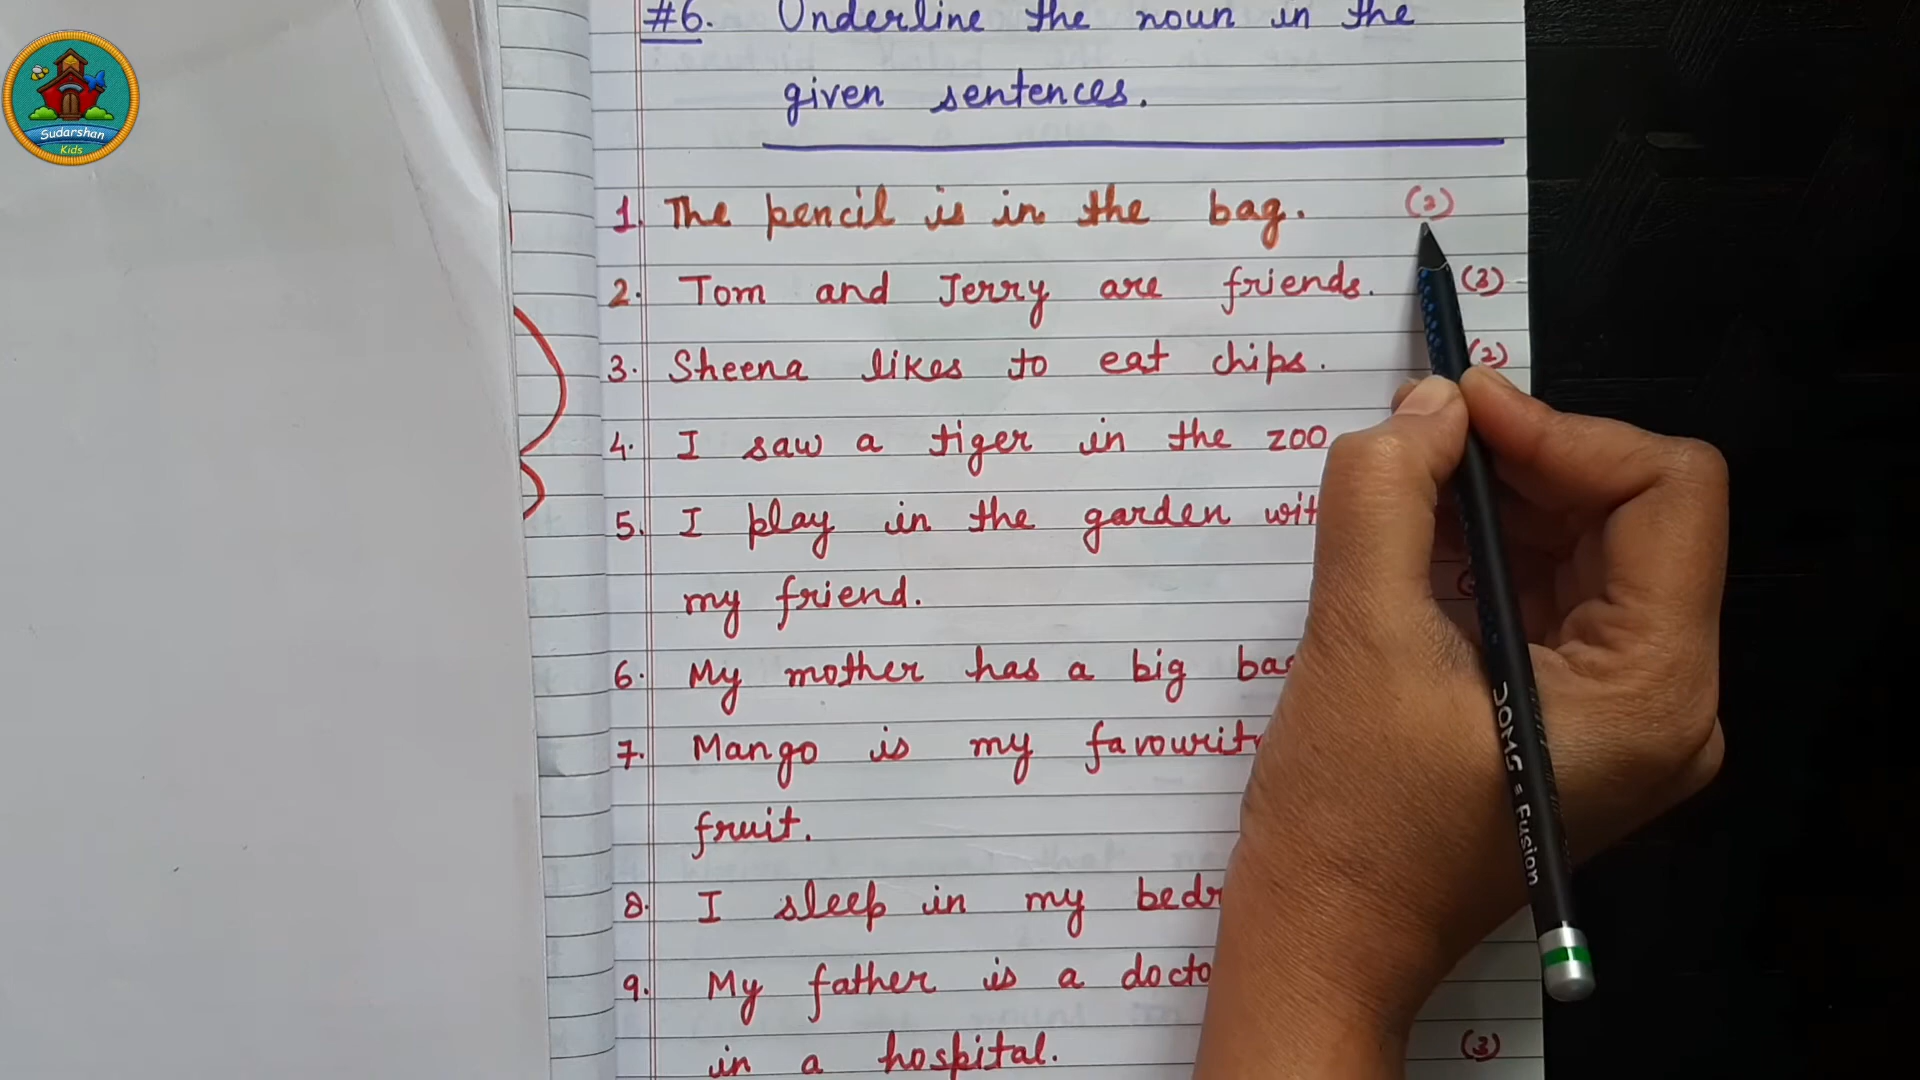 Sudarshan
Kids
#6. Underline the noun in the
given sentences.
1. The pencil is in the bag. (2)
2. Tom and Jerry are friends. (3)
3. Sheena likes to eat chips. (2)
4. I saw a tiger in the zoo
5. I play in the garden wit
my friend.
6. My mother has a big
7. Mango is my favourit
fruit.
8. I sleep in my bedr
9. My father is a docto
in a hospital. (3)
DOMS = Fusion